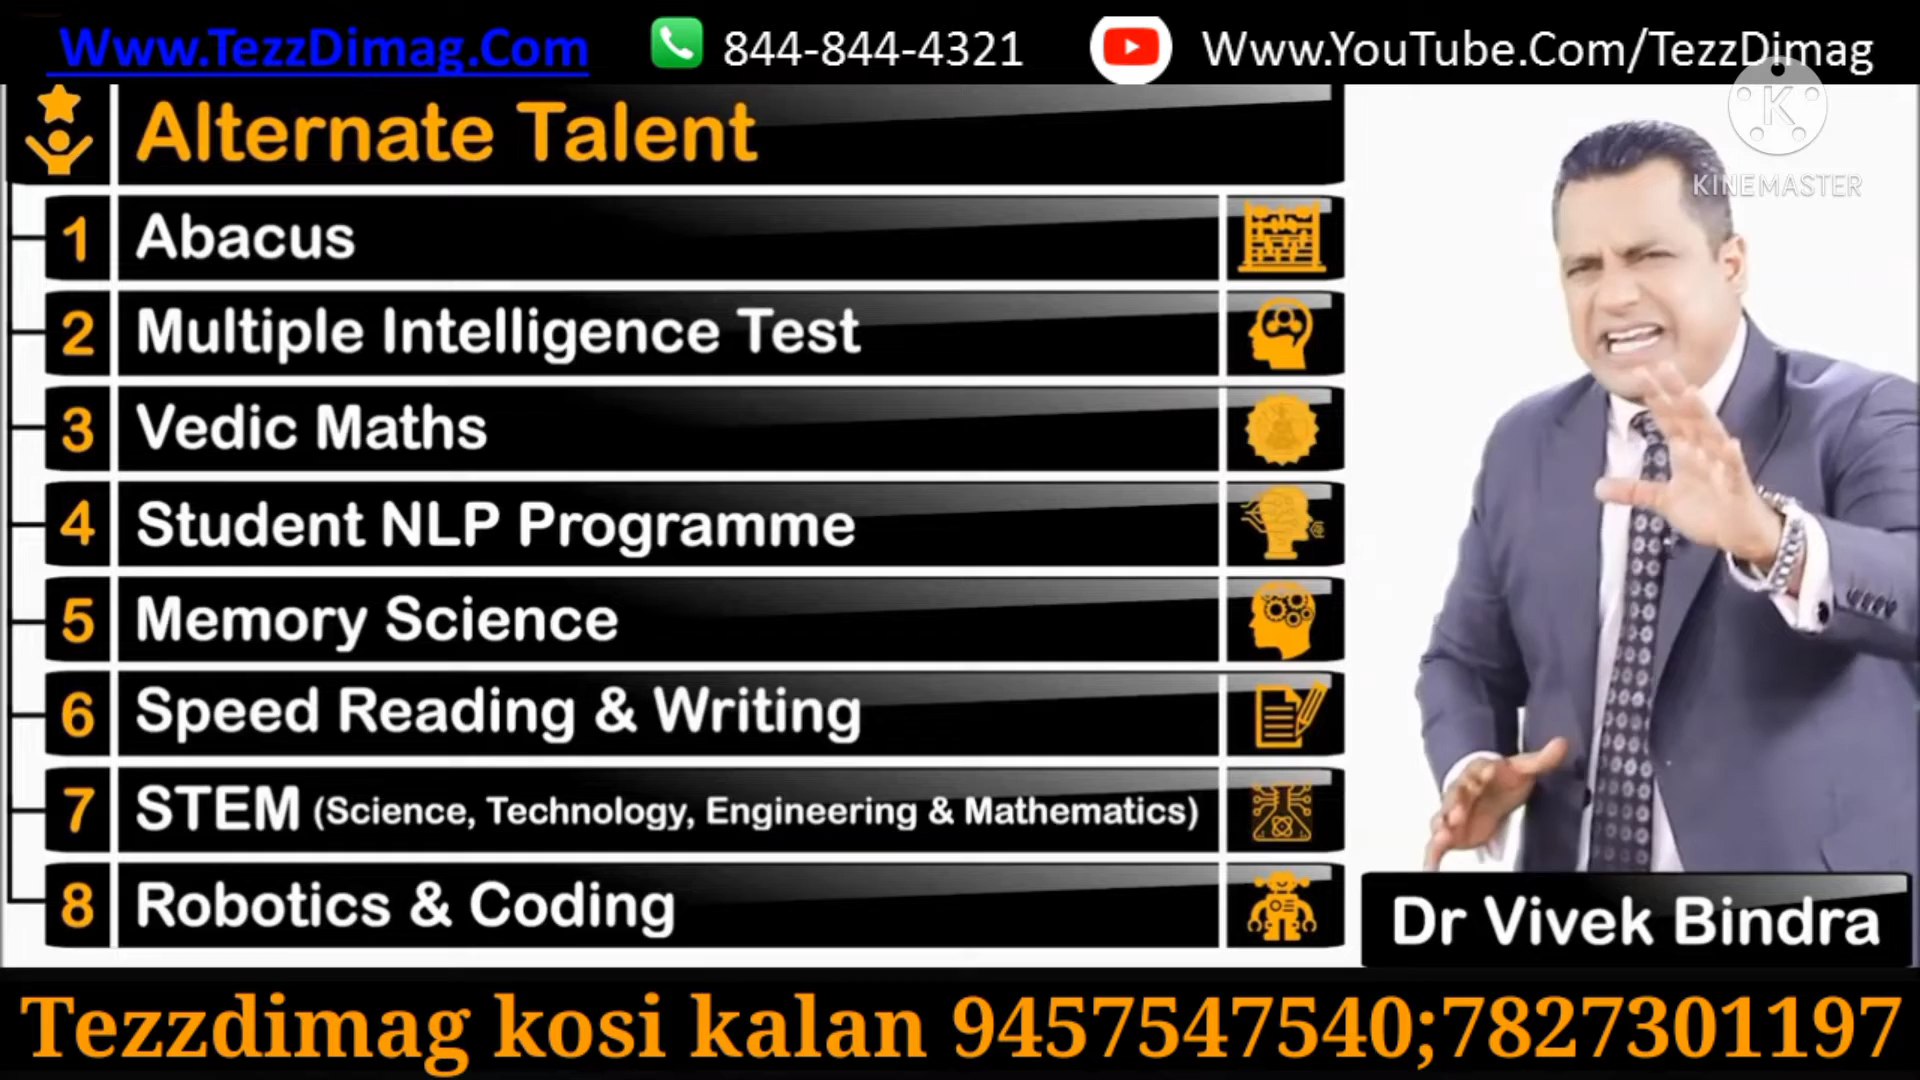 Www.TezzDimag.Com 844-844-4321 Www.YouTube.Com/TezzDimag
K
KINEMASTER
Alternate Talent
1 Abacus
2 Multiple Intelligence Test
3 Vedic Maths
4 Student NLP Programme
5 Memory Science
6 Speed Reading & Writing
7 STEM (Science, Technology, Engineering & Mathematics)
8 Robotics & Coding
Dr Vivek Bindra
Tezzdimag kosi kalan 9457547540;7827301197